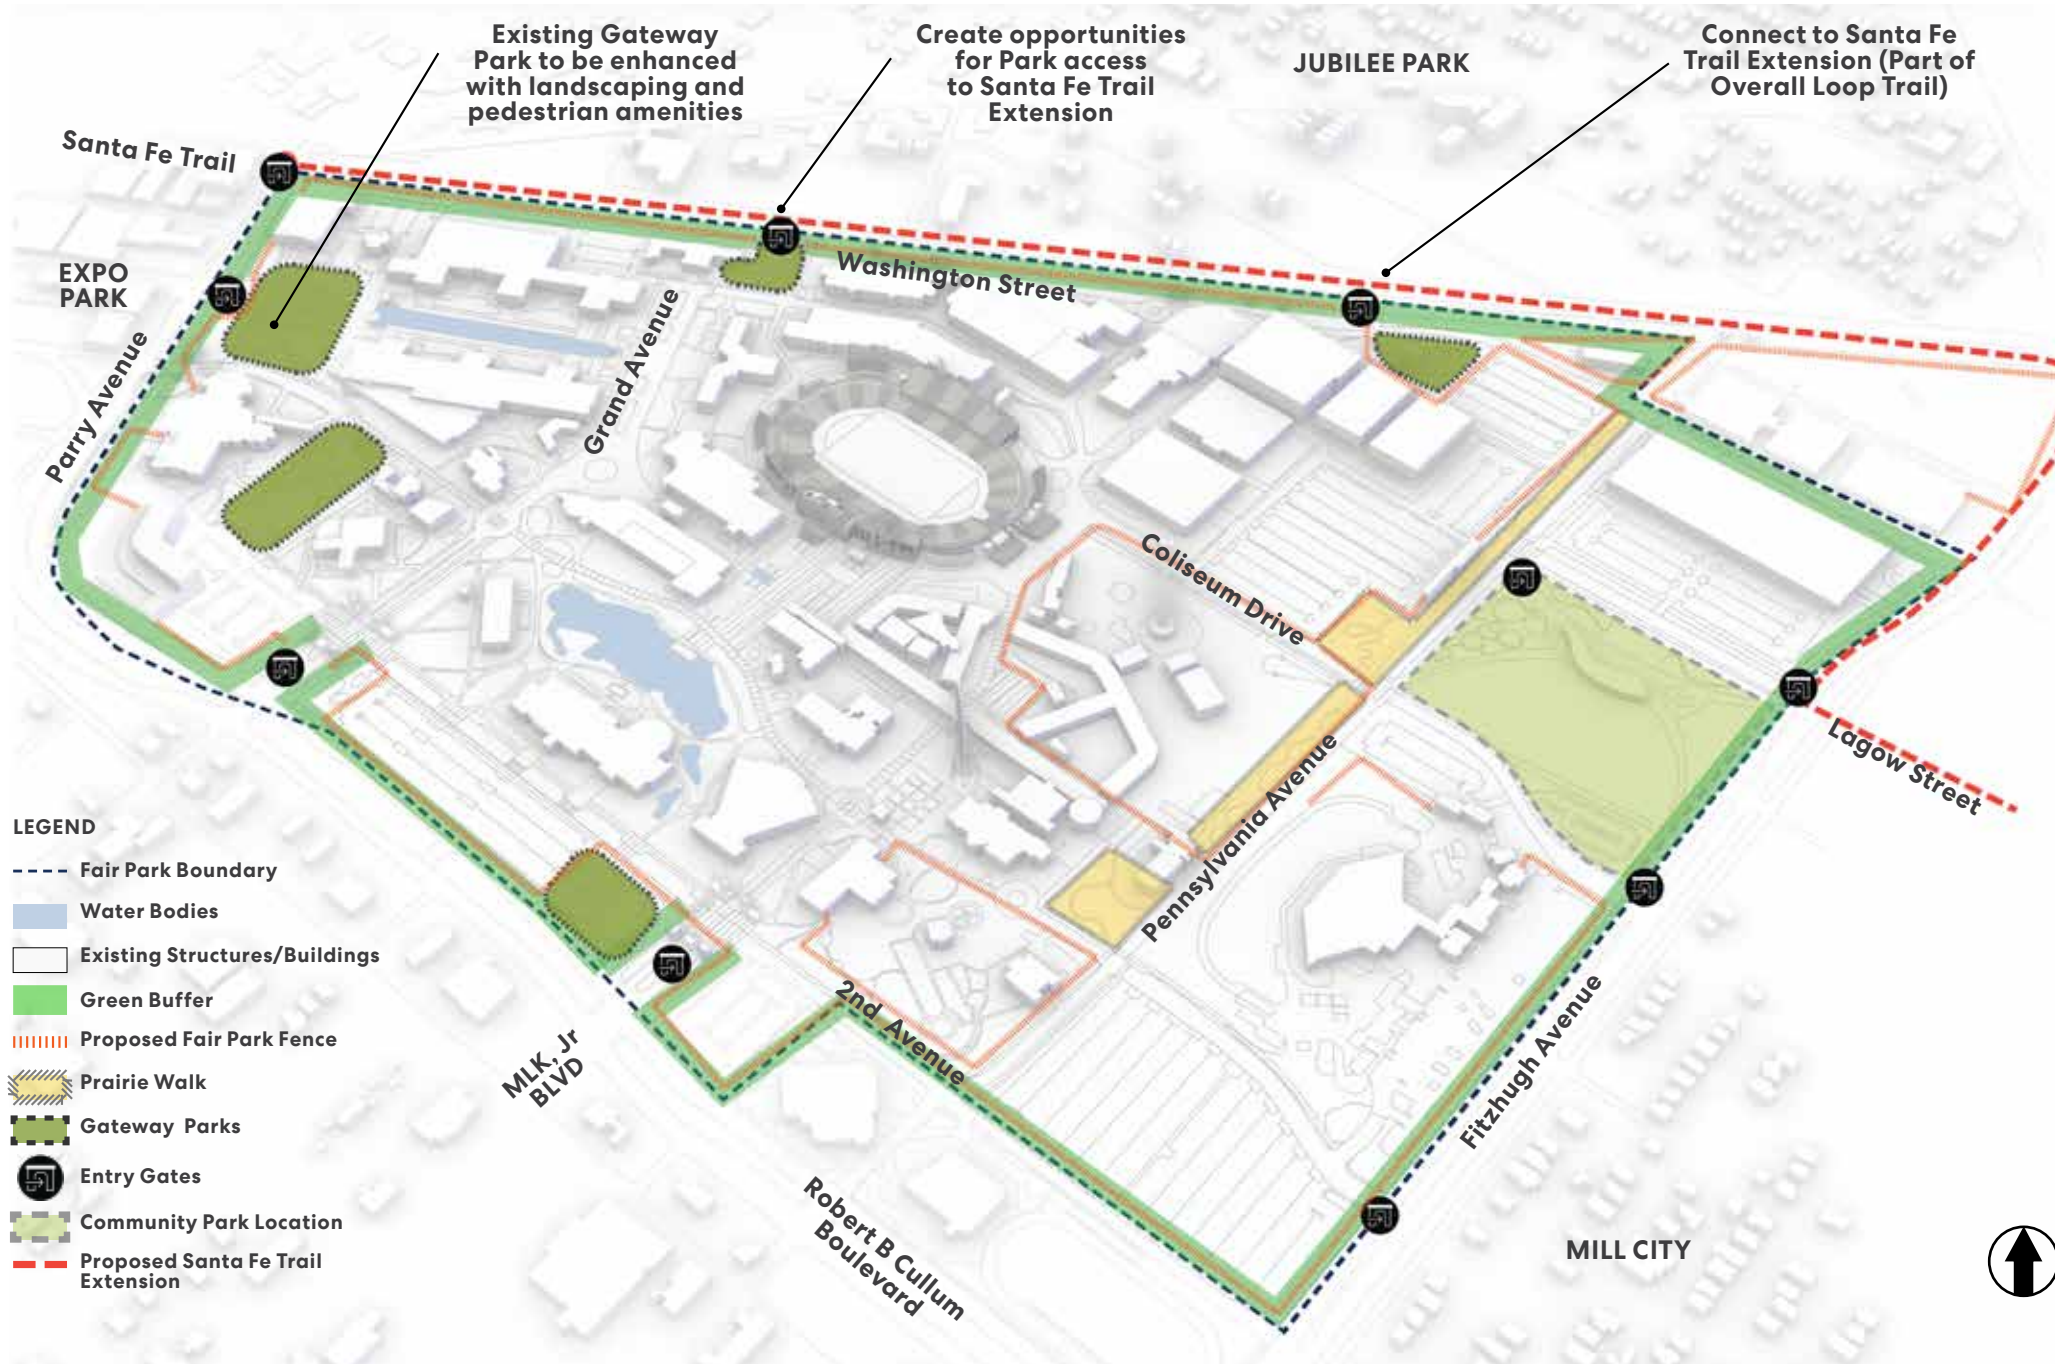 Existing Gateway
Park to be enhanced
with landscaping and
pedestrian amenities
Create opportunities
for Park access
to Santa Fe Trail
Extension
JUBILEE PARK
Connect to Santa Fe
Trail Extension (Part of
Overall Loop Trail)
Santa Fe Trail
EXPO
PARK
Washington Street
Grand Avenue
Parry Avenue
Coliseum Drive
Pennsylvania Avenue
Lagow Street
2nd Avenue
Fitzhugh Avenue
MLK, Jr
BLVD
Robert B Cullum
Boulevard
MILL CITY
LEGEND
Fair Park Boundary
Water Bodies
Existing Structures/Buildings
Green Buffer
Proposed Fair Park Fence
Prairie Walk
Gateway Parks
Entry Gates
Community Park Location
Proposed Santa Fe Trail
Extension